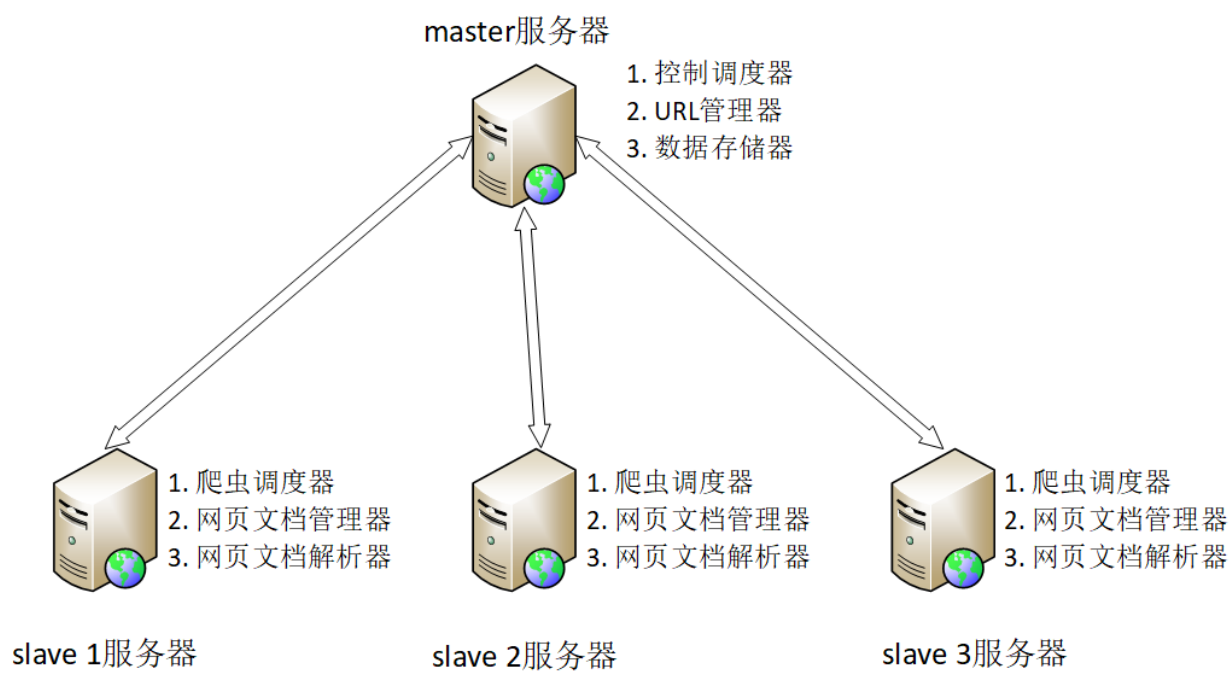 master服务器
1. 控制调度器
2. URL管理器
3. 数据存储器
1. 爬虫调度器
2. 网页文档管理器
3. 网页文档解析器
slave 1服务器
1. 爬虫调度器
2. 网页文档管理器
3. 网页文档解析器
slave 2服务器
1. 爬虫调度器
2. 网页文档管理器
3. 网页文档解析器
slave 3服务器